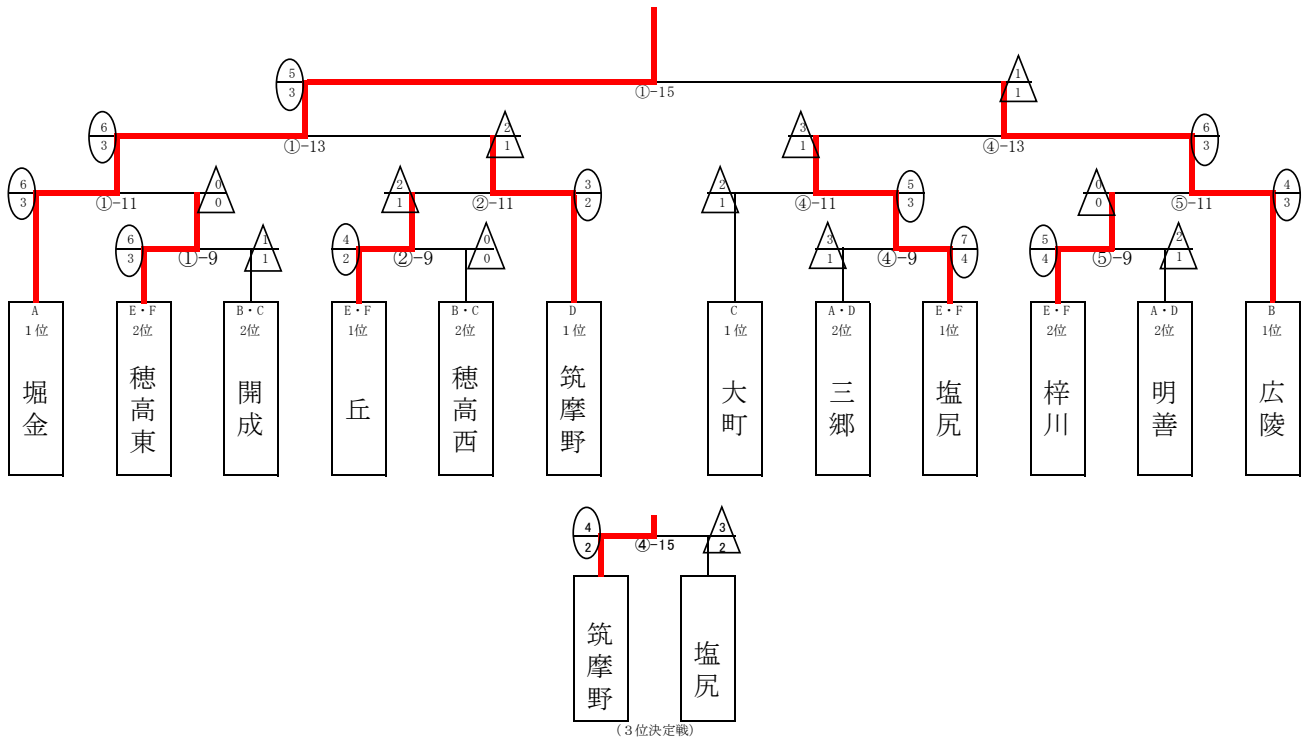 5
3
①-15
1
1
6
3
①-13
2
1
3
1
④-13
6
3
6
3
①-11
0
0
2
1
②-11
3
2
2
1
④-11
5
3
0
0
⑤-11
4
3
6
3
①-9
1
1
4
2
②-9
0
0
3
1
④-9
7
4
5
4
⑤-9
2
1
A
1位
堀金
E・F
2位
穂高東
B・C
2位
開成
E・F
1位
丘
B・C
2位
穂高西
D
1位
筑摩野
C
1位
大町
A・D
2位
三郷
E・F
1位
塩尻
E・F
2位
梓川
A・D
2位
明善
B
1位
広陵
4
2
④-15
3
2
筑摩野
塩尻
(３位決定戦)